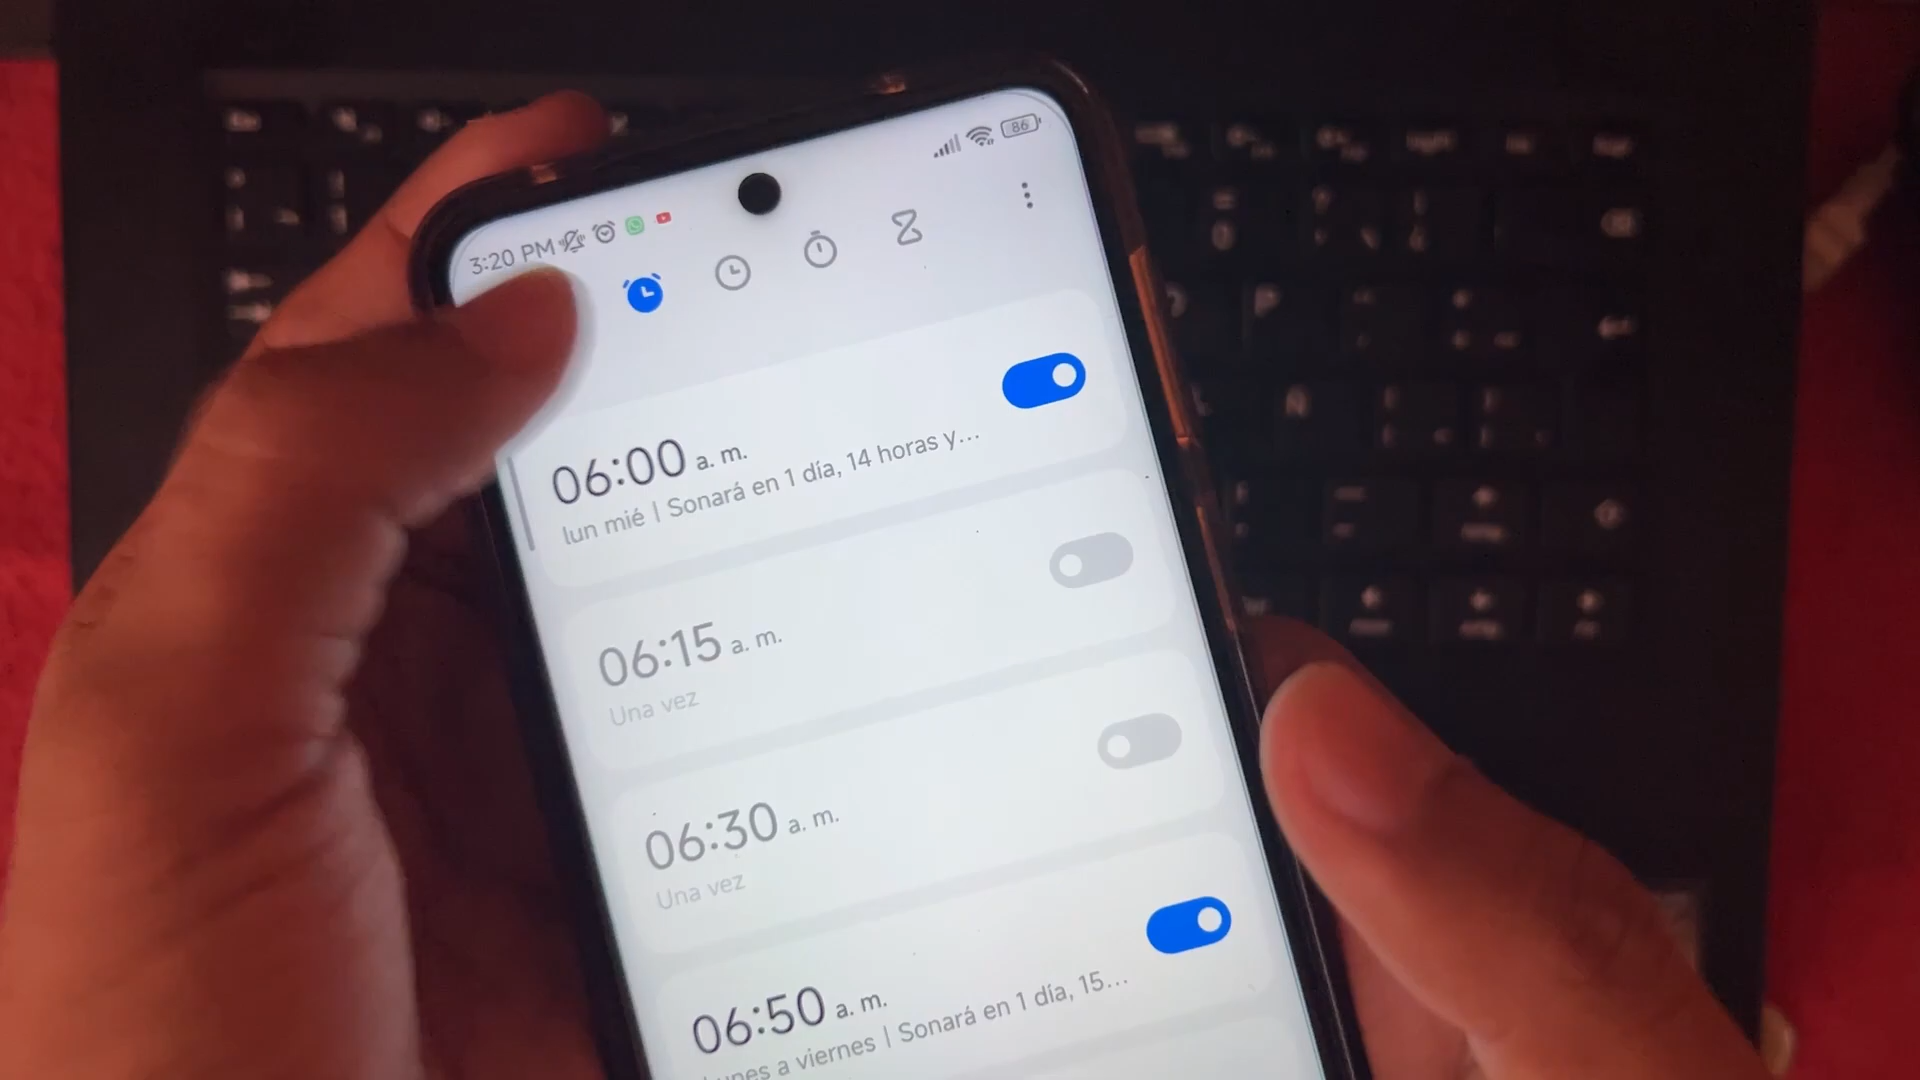 3:20 PM
86
06:00 a. m.
lun mié | Sonará en 1 día, 14 horas y...
06:15 a. m.
Una vez
06:30 a. m.
Una vez
06:50 a. m.
Lunes a viernes | Sonará en 1 día, 15...
P
Ñ